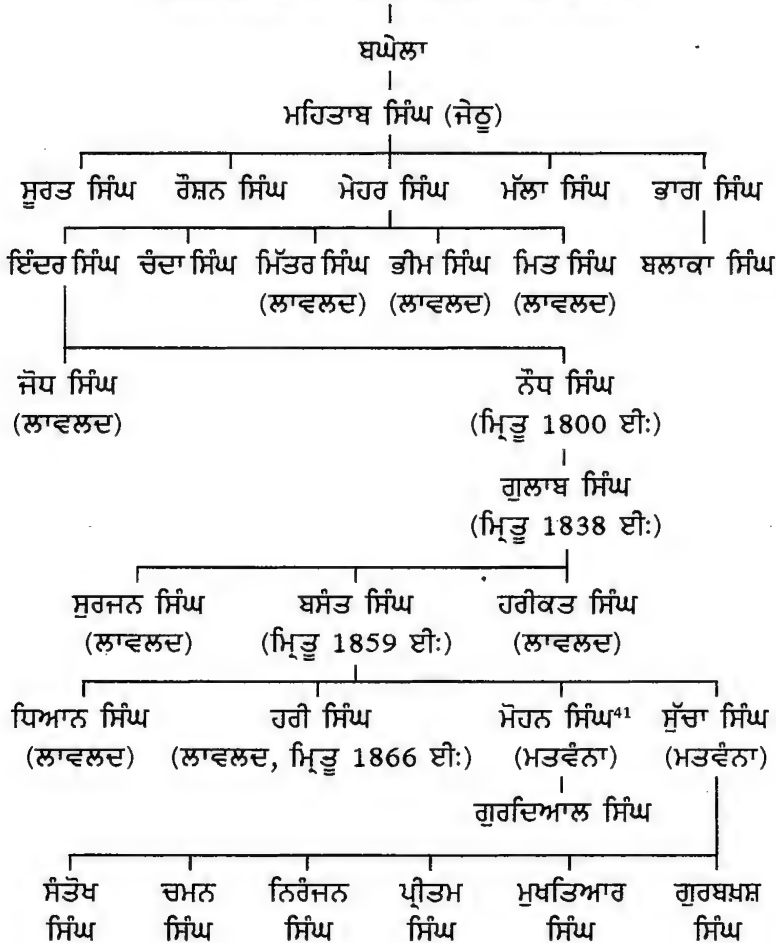 ਬਘੇਲਾ
ਮਹਿਤਾਬ ਸਿੰਘ (ਜੇਠੂ)
ਸੂਰਤ ਸਿੰਘ ਰੌਸ਼ਨ ਸਿੰਘ ਮੇਹਰ ਸਿੰਘ ਮੱਲਾ ਸਿੰਘ ਭਾਗ ਸਿੰਘ
ਇੰਦਰ ਸਿੰਘ ਚੰਦਾ ਸਿੰਘ ਮਿੱਤਰ ਸਿੰਘ ਭੀਮ ਸਿੰਘ ਮਿਤ ਸਿੰਘ ਬਲਾਕਾ ਸਿੰਘ
(ਲਾਵਲਦ) (ਲਾਵਲਦ) (ਲਾਵਲਦ)
ਜੋਧ ਸਿੰਘ ਨੌਧ ਸਿੰਘ
(ਲਾਵਲਦ) (ਮ੍ਰਿਤੂ 1800 ਈਃ)
ਗੁਲਾਬ ਸਿੰਘ
(ਮ੍ਰਿਤੂ 1838 ਈਃ)
ਸੁਰਜਨ ਸਿੰਘ ਬਸੰਤ ਸਿੰਘ ਹਰੀਕਤ ਸਿੰਘ
(ਲਾਵਲਦ) (ਮ੍ਰਿਤੂ 1859 ਈਃ) (ਲਾਵਲਦ)
ਧਿਆਨ ਸਿੰਘ ਹਰੀ ਸਿੰਘ ਮੋਹਨ ਸਿੰਘ⁴¹ ਸੁੱਚਾ ਸਿੰਘ
(ਲਾਵਲਦ) (ਲਾਵਲਦ, ਮ੍ਰਿਤੂ 1866 ਈਃ) (ਮਤਵੰਨਾ) (ਮਤਵੰਨਾ)
ਗੁਰਦਿਆਲ ਸਿੰਘ
ਸੰਤੋਖ ਚਮਨ ਨਿਰੰਜਨ ਪ੍ਰੀਤਮ ਮੁਖਤਿਆਰ ਗੁਰਬਖ਼ਸ਼
ਸਿੰਘ ਸਿੰਘ ਸਿੰਘ ਸਿੰਘ ਸਿੰਘ ਸਿੰਘ